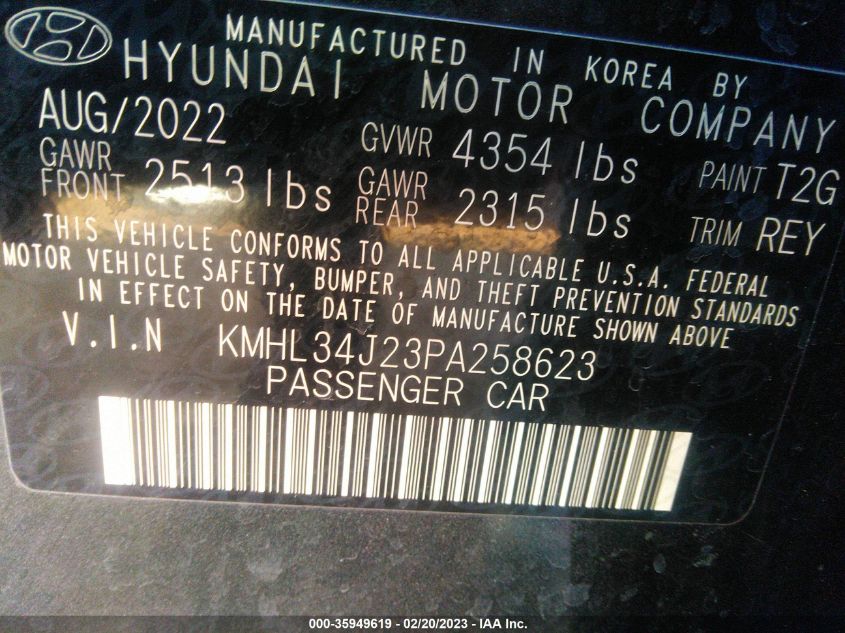 MANUFACTURED IN KOREA BY
HYUNDAI MOTOR COMPANY
AUG/2022 GVWR 4354 lbs PAINT T2G
GAWR FRONT 2513 lbs GAWR REAR 2315 lbs TRIM REY
THIS VEHICLE CONFORMS TO ALL APPLICABLE U.S.A. FEDERAL
MOTOR VEHICLE SAFETY, BUMPER, AND THEFT PREVENTION STANDARDS
IN EFFECT ON THE DATE OF MANUFACTURE SHOWN ABOVE
V.I.N KMHL34J23PA258623
PASSENGER CAR
000-35949619 - 02/20/2023 - IAA Inc.